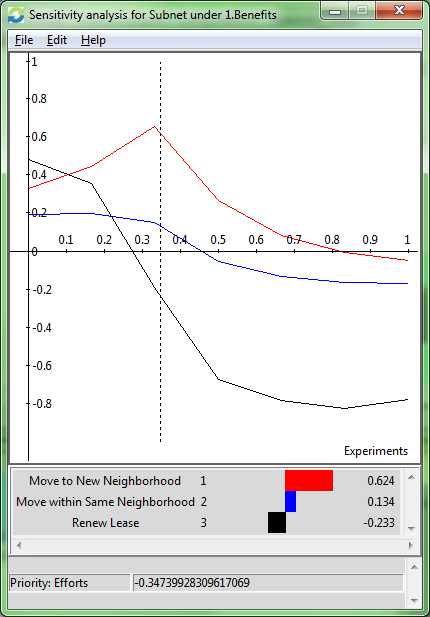 Sensitivity analysis for Subnet under 1.Benefits
File Edit Help
1
0.8
0.6
0.4
0.2
0.1 0.2 0.3 0.4 0.5 0.6 0.7 0.8 0.9 1
0
-0.2
-0.4
-0.6
-0.8
Experiments
Move to New Neighborhood 1 0.624
Move within Same Neighborhood 2 0.134
Renew Lease 3 -0.233
Priority: Efforts -0.34739928309617069